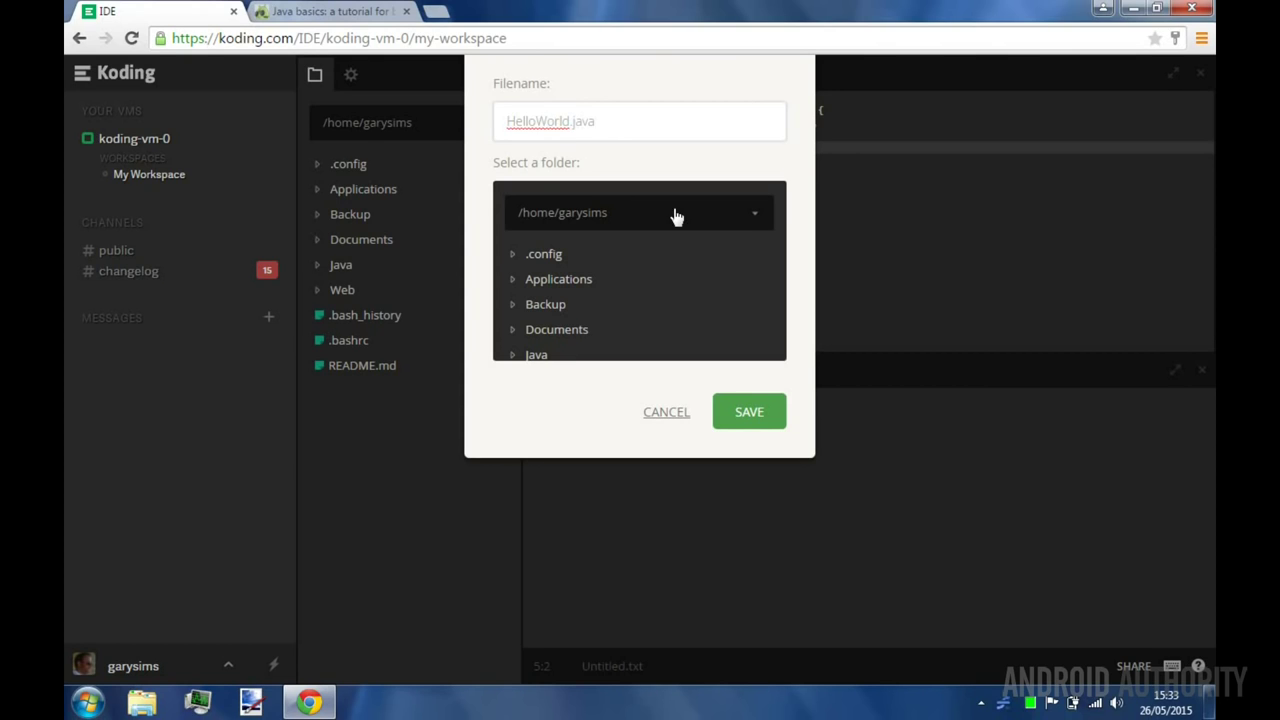 IDE
Java basics: a tutorial for
https://koding.com/IDE/koding-vm-0/my-workspace
Koding
YOUR VMS
koding-vm-0
WORKSPACES
My Workspace
CHANNELS
# public
# changelog
15
MESSAGES
+
garysims
/home/garysims
.config
Applications
Backup
Documents
Java
Web
.bash_history
.bashrc
README.md
{
Filename:
HelloWorld.java
Select a folder:
/home/garysims
.config
Applications
Backup
Documents
Java
CANCEL
SAVE
5:2
Untitled.txt
SHARE
ANDROID AUTHORITY
15:33
26/05/2015